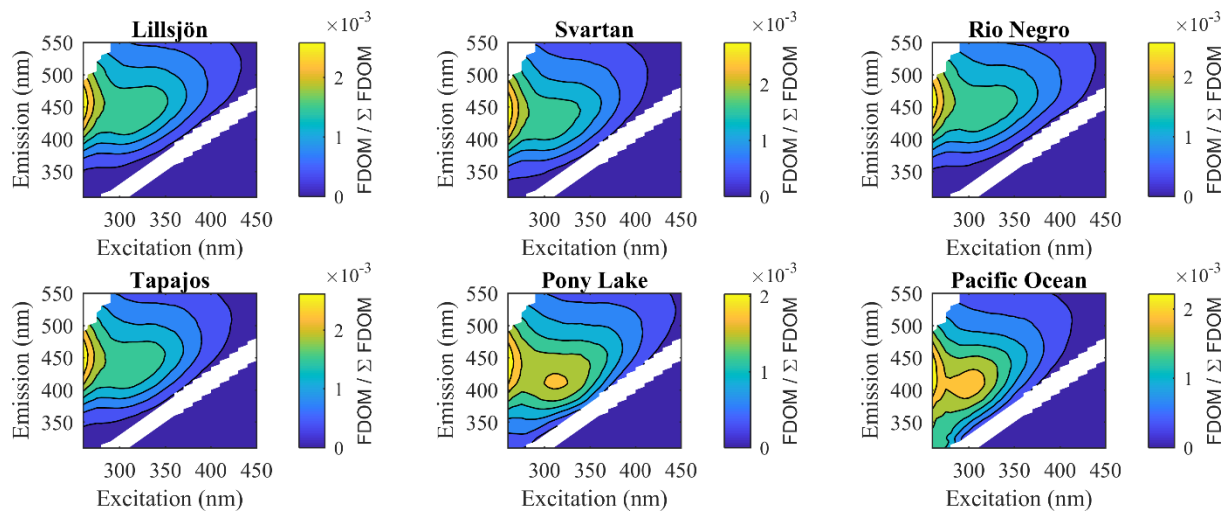 Lillsjön
Emission (nm)
550
500
450
400
350
300 350 400 450
Excitation (nm)
×10⁻³
2
1
0
FDOM / Σ FDOM
Svartan
Emission (nm)
550
500
450
400
350
300 350 400 450
Excitation (nm)
×10⁻³
2
1
0
FDOM / Σ FDOM
Rio Negro
Emission (nm)
550
500
450
400
350
300 350 400 450
Excitation (nm)
×10⁻³
2
1
0
FDOM / Σ FDOM
Tapajos
Emission (nm)
550
500
450
400
350
300 350 400 450
Excitation (nm)
×10⁻³
2
1
0
FDOM / Σ FDOM
Pony Lake
Emission (nm)
550
500
450
400
350
300 350 400 450
Excitation (nm)
×10⁻³
2
1
0
FDOM / Σ FDOM
Pacific Ocean
Emission (nm)
550
500
450
400
350
300 350 400 450
Excitation (nm)
×10⁻³
2
1
0
FDOM / Σ FDOM